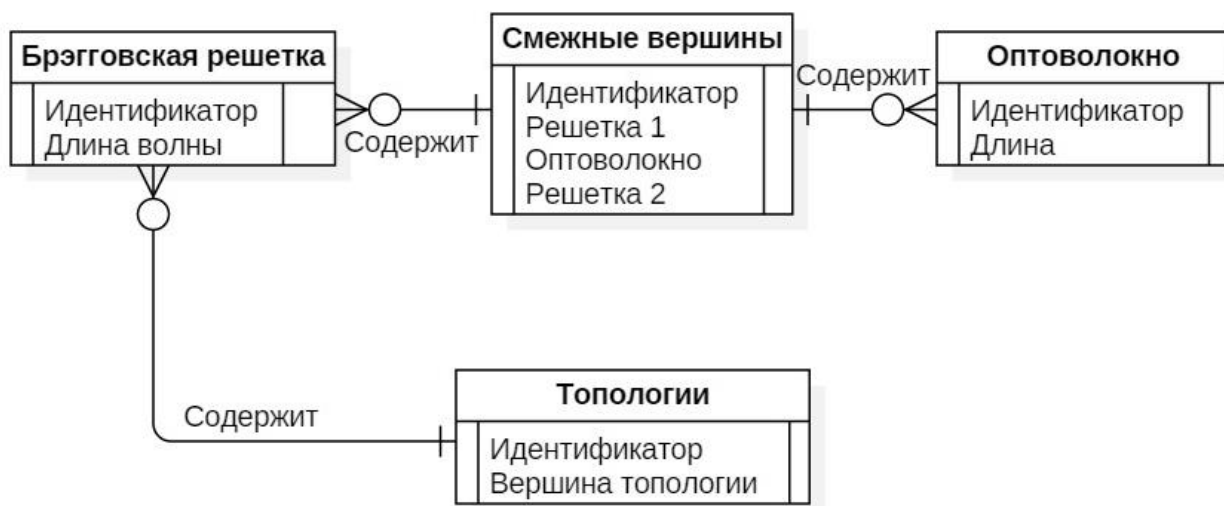 Брэгговская решетка
Идентификатор
Длина волны
Содержит
Смежные вершины
Идентификатор
Решетка 1
Оптоволокно
Решетка 2
Содержит
Оптоволокно
Идентификатор
Длина
Содержит
Топологии
Идентификатор
Вершина топологии